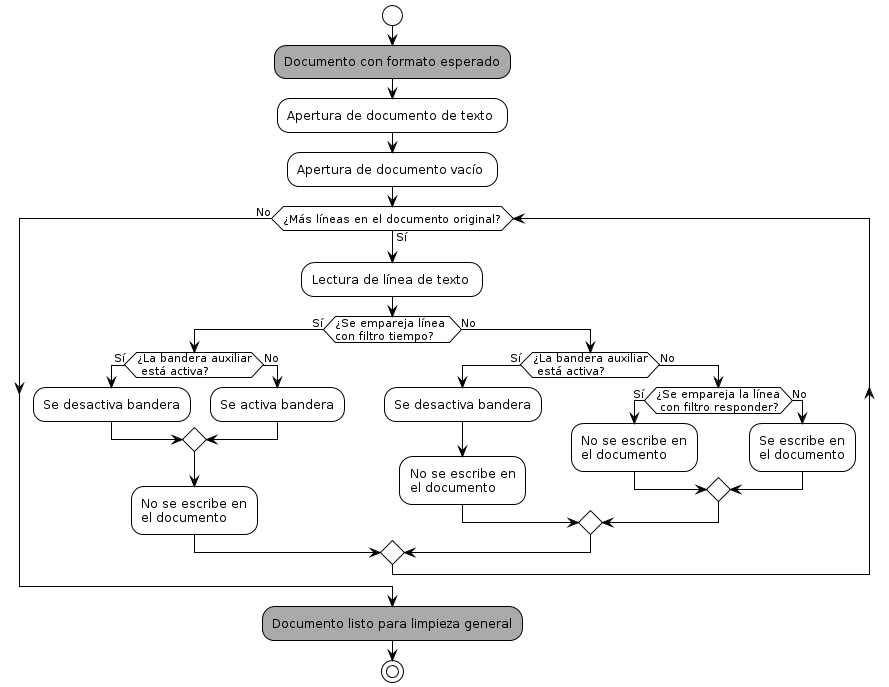 Documento con formato esperado
Apertura de documento de texto
Apertura de documento vacío
No
¿Más líneas en el documento original?
Sí
Lectura de línea de texto
Sí
¿Se empareja línea
con filtro tiempo?
No
Sí
¿La bandera auxiliar
está activa?
No
Se desactiva bandera
Se activa bandera
No se escribe en
el documento
Sí
¿La bandera auxiliar
está activa?
No
Se desactiva bandera
No se escribe en
el documento
Sí
¿Se empareja la línea
con filtro responder?
No
No se escribe en
el documento
Se escribe en
el documento
Documento listo para limpieza general